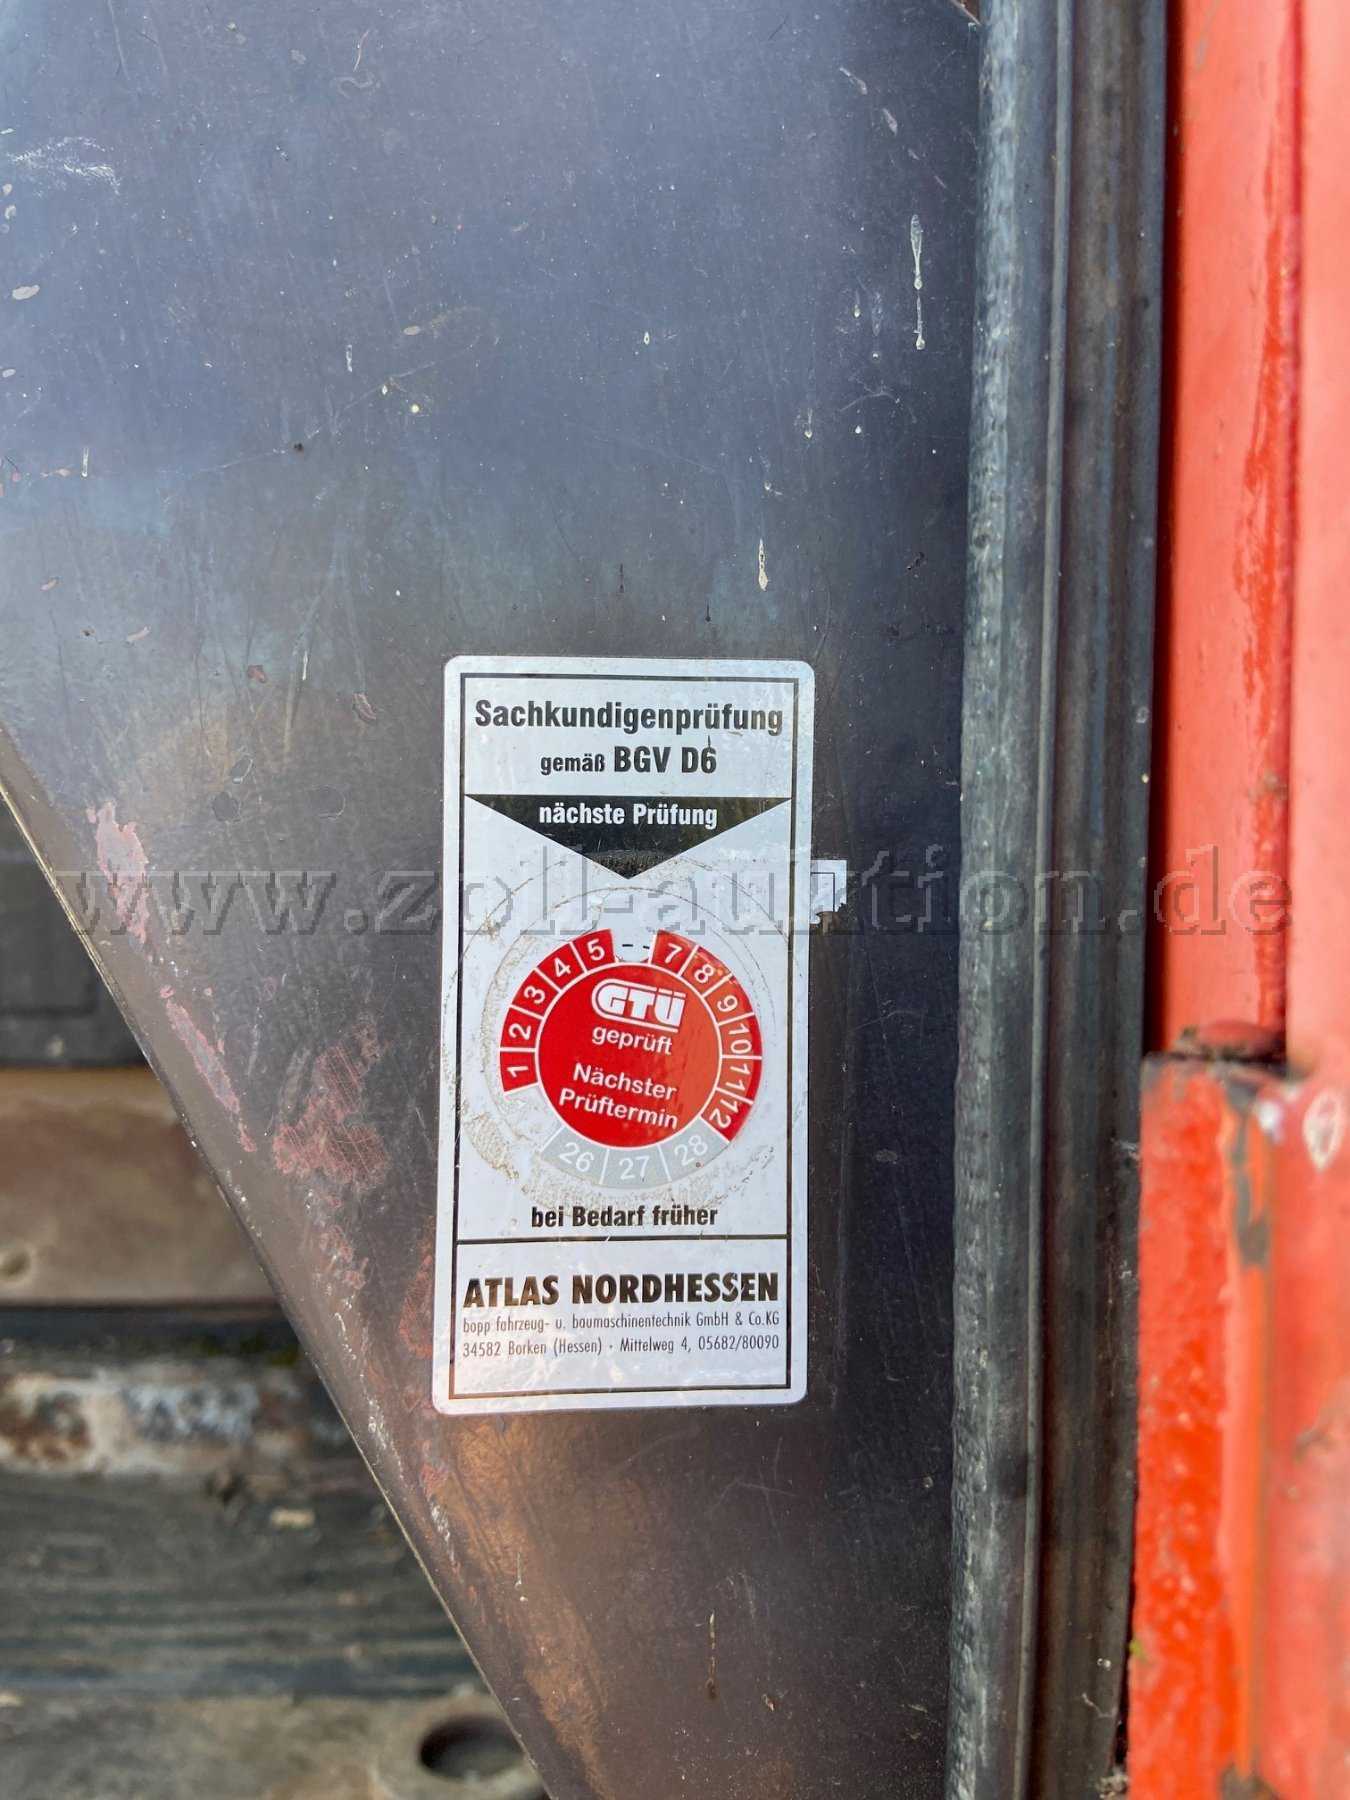 Sachkundigenprüfung
gemäß BGV D6
nächste Prüfung
www.zoll-auktion.de
1 2 3 4 5 -- 7 8 9 10 11 12
GTÜ
geprüft
Nächster
Prüftermin
26 27 28
bei Bedarf früher
ATLAS NORDHESSEN
bopp fahrzeug- u. baumaschinentechnik GmbH & Co.KG
34582 Borken (Hessen) · Mittelweg 4, 05682/80090